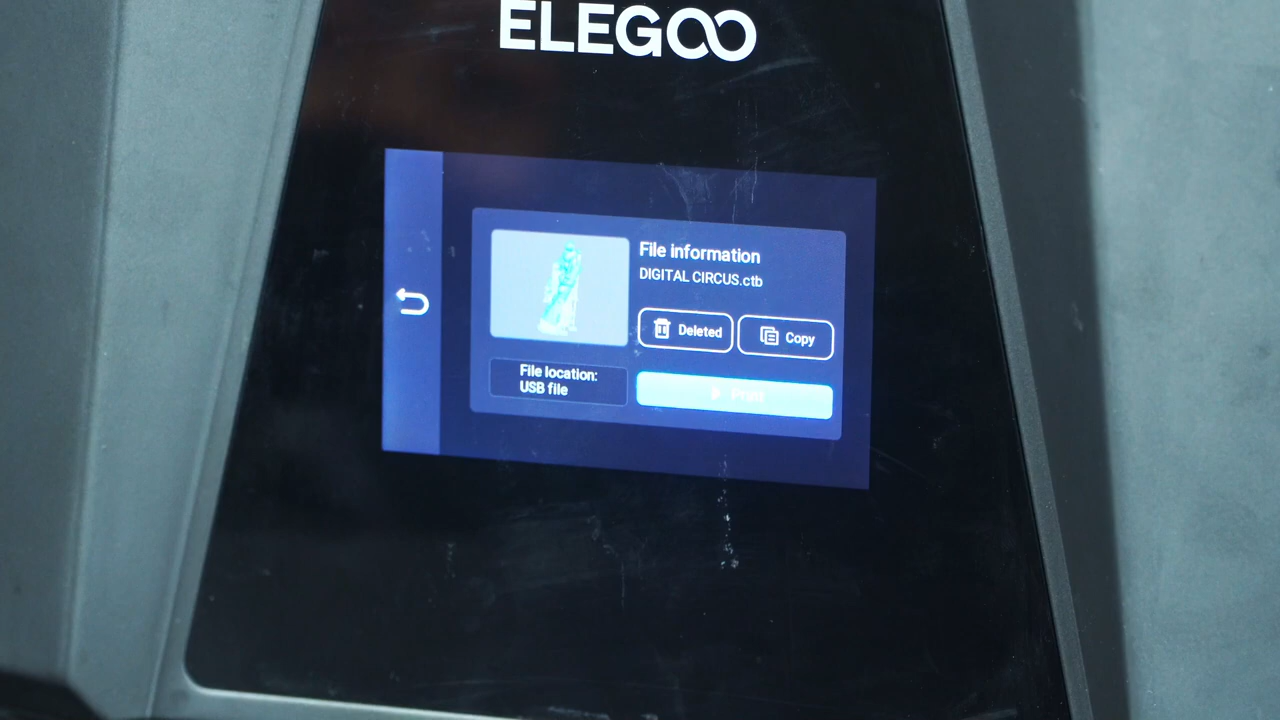 ELEGOO
File information
DIGITAL CIRCUS.ctb
Deleted
Copy
File location:
USB file
Print